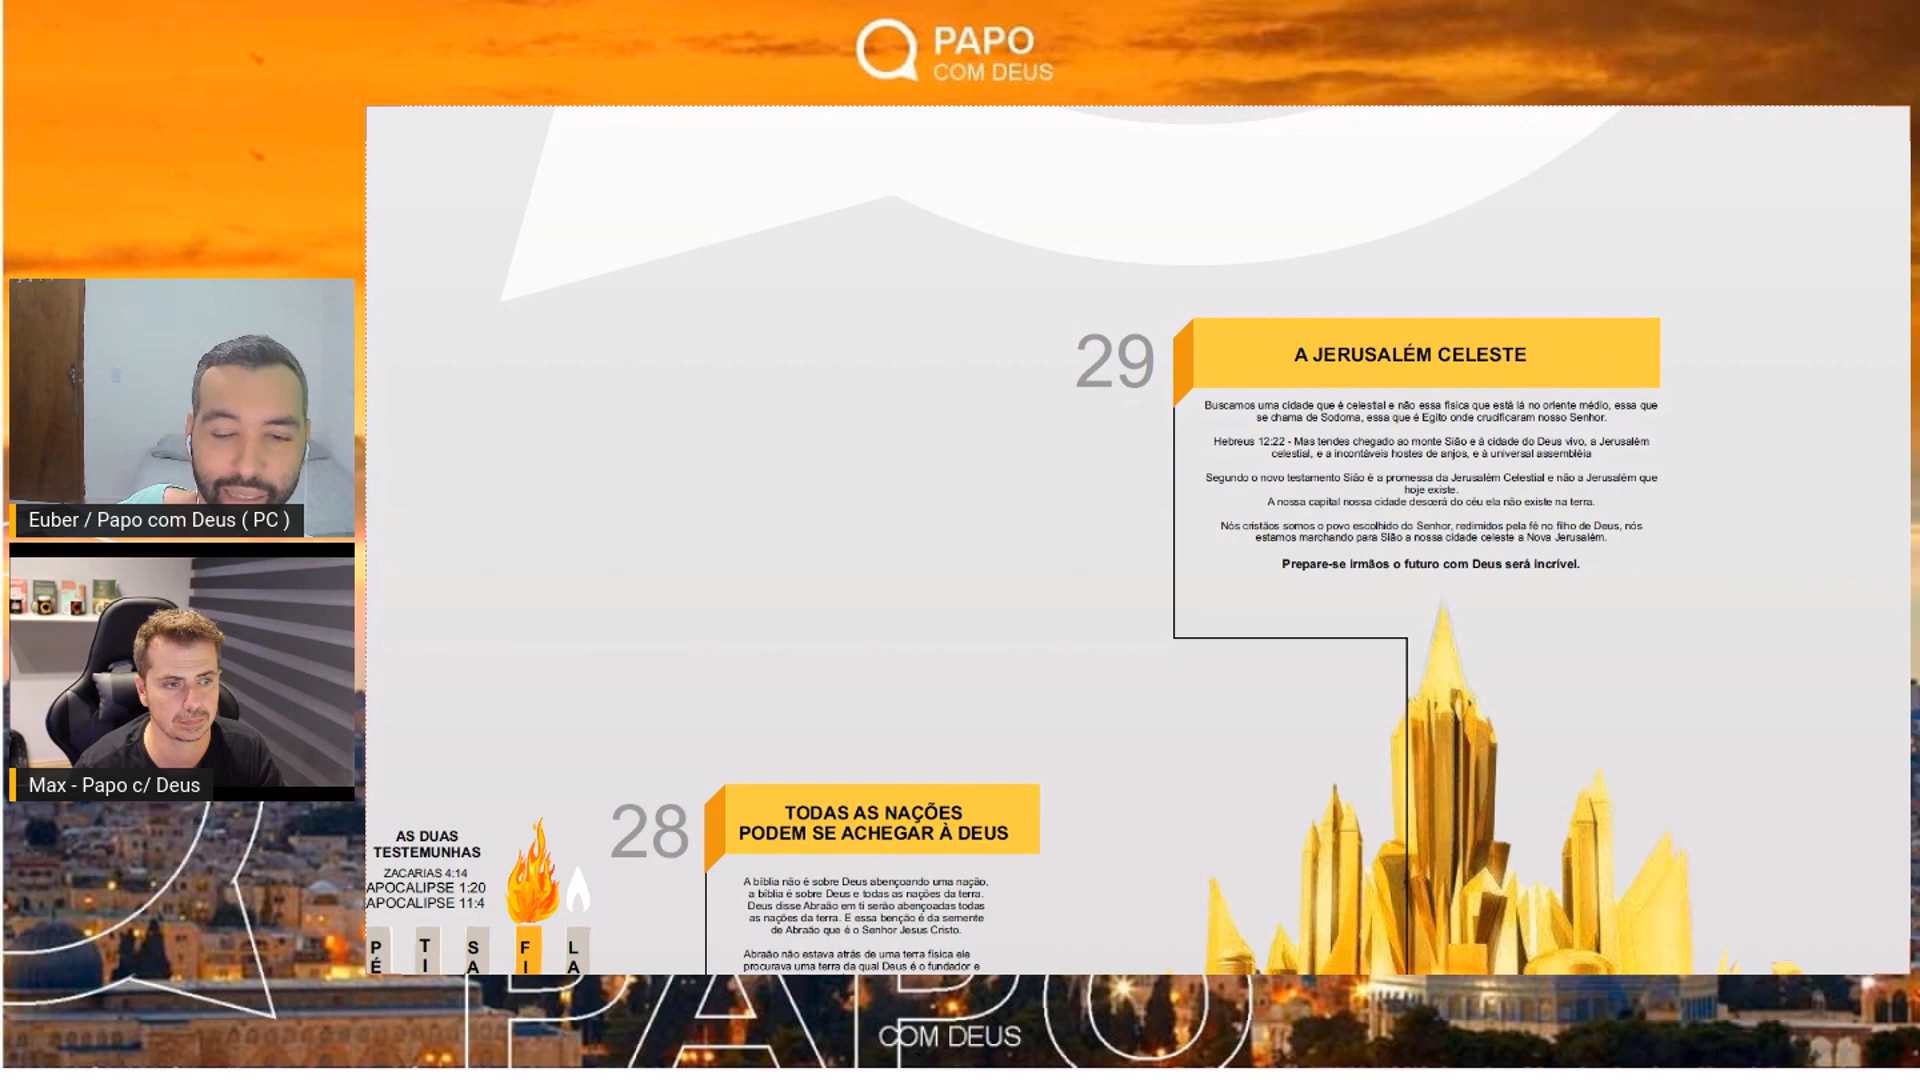 PAPO
COM DEUS
29
A JERUSALÉM CELESTE
Buscamos uma cidade que é celestial e não essa física que está lá no oriente médio, essa que
se chama de Sodoma, essa que é Egito onde crucificaram nosso Senhor.
Hebreus 12:22 - Mas tendes chegado ao monte Sião e à cidade do Deus vivo, a Jerusalém
celestial, e a incontáveis hostes de anjos, e à universal assembléia
Segundo o novo testamento Sião é a promessa da Jerusalém Celestial e não a Jerusalém que
hoje existe.
A nossa capital nossa cidade descerá do céu ela não existe na terra.
Nós cristãos somos o povo escolhido do Senhor, redimidos pela fé no filho de Deus, nós
estamos marchando para Sião a nossa cidade celeste a Nova Jerusalém.
Prepare-se irmãos o futuro com Deus será incrível.
Euber / Papo com Deus ( PC )
Max - Papo c/ Deus
AS DUAS
TESTEMUNHAS
ZACARIAS 4:14
APOCALIPSE 1:20
APOCALIPSE 11:4
P T S F L
É I A I A
28
TODAS AS NAÇÕES
PODEM SE ACHEGAR À DEUS
A bíblia não é sobre Deus abençoando uma nação,
a bíblia é sobre Deus e todas as nações da terra.
Deus disse Abraão em ti serão abençoadas todas
as nações da terra. E essa benção é da semente
de Abraão que é o Senhor Jesus Cristo.
Abraão não estava atrás de uma terra física ele
procurava uma terra da qual Deus é o fundador e
PAPO
COM DEUS